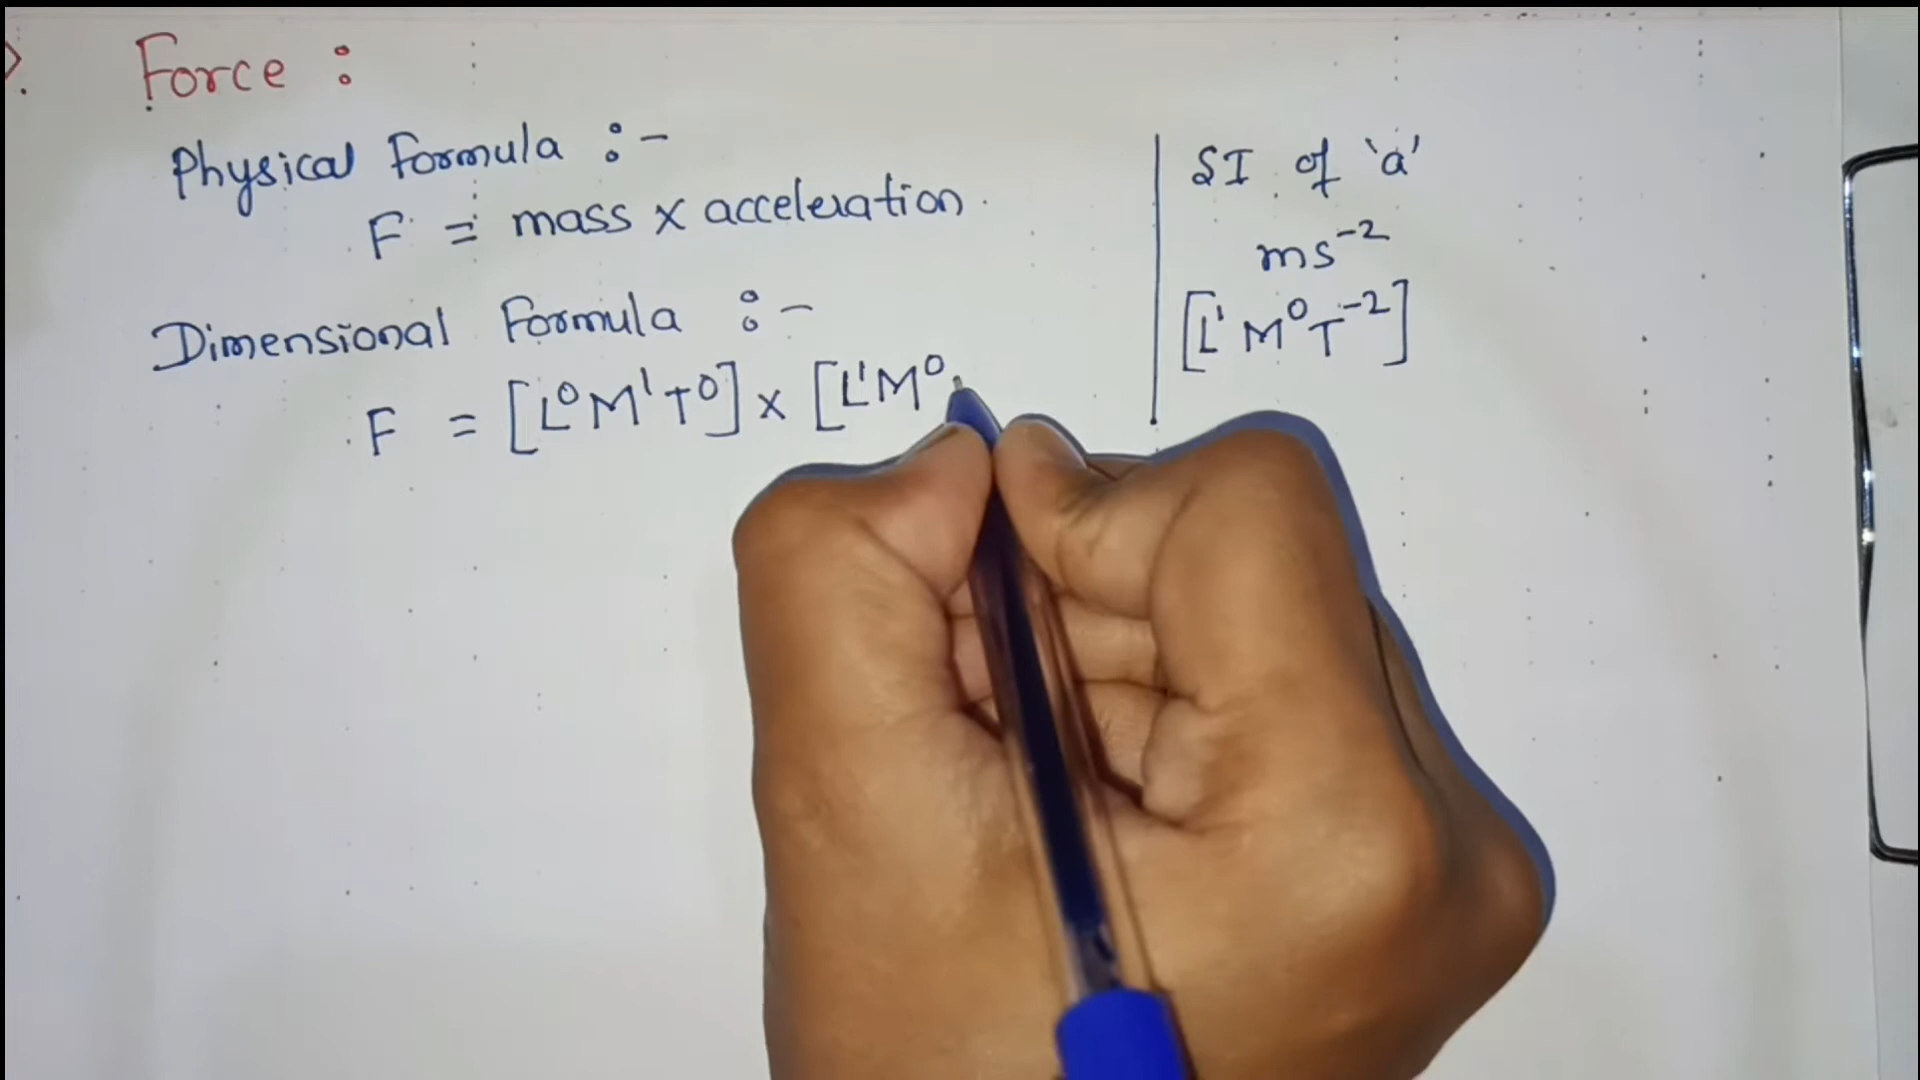 Force :
Physical Formula :-
F = mass x acceleration
Dimensional Formula :-
F = [L⁰M¹T⁰] x [L¹M⁰
SI of 'a'
ms⁻²
[L¹M⁰T⁻²]